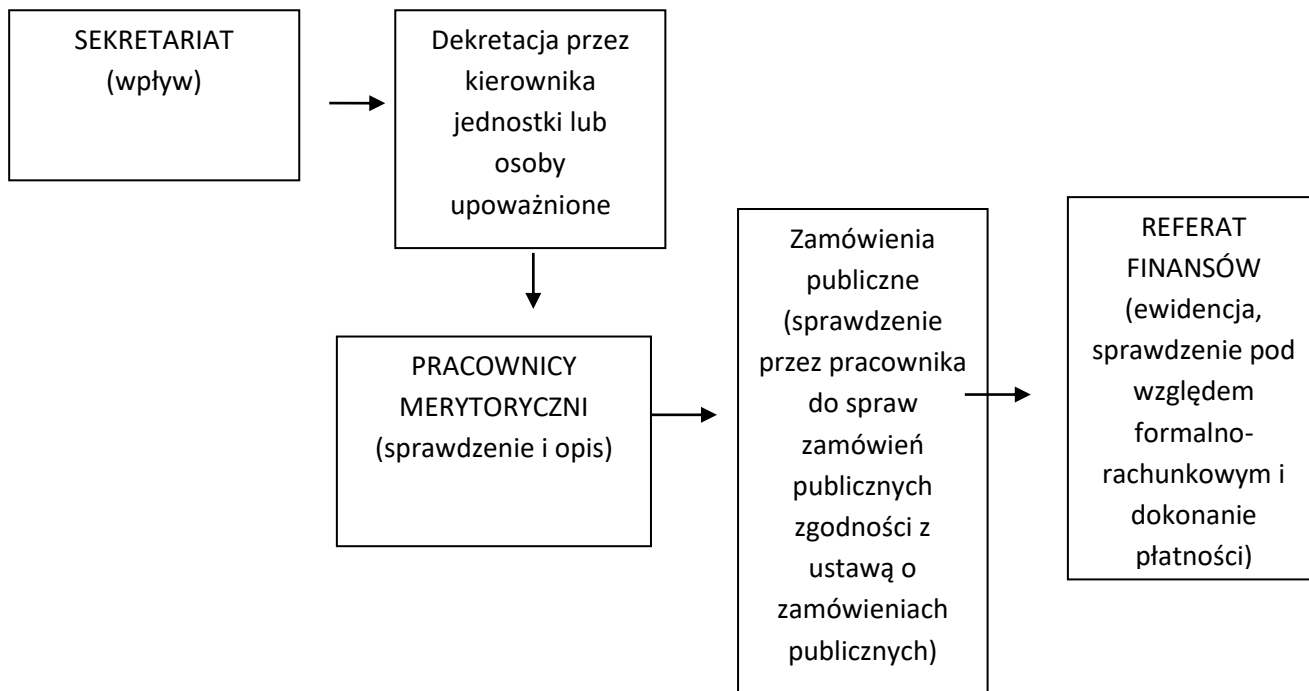 SEKRETARIAT
(wpływ)
Dekretacja przez
kierownika
jednostki lub
osoby
upoważnione
PRACOWNICY
MERYTORYCZNI
(sprawdzenie i opis)
Zamówienia
publiczne
(sprawdzenie
przez pracownika
do spraw
zamówień
publicznych
zgodności z
ustawą o
zamówieniach
publicznych)
REFERAT
FINANSÓW
(ewidencja,
sprawdzenie pod
względem
formalno-
rachunkowym i
dokonanie
płatności)